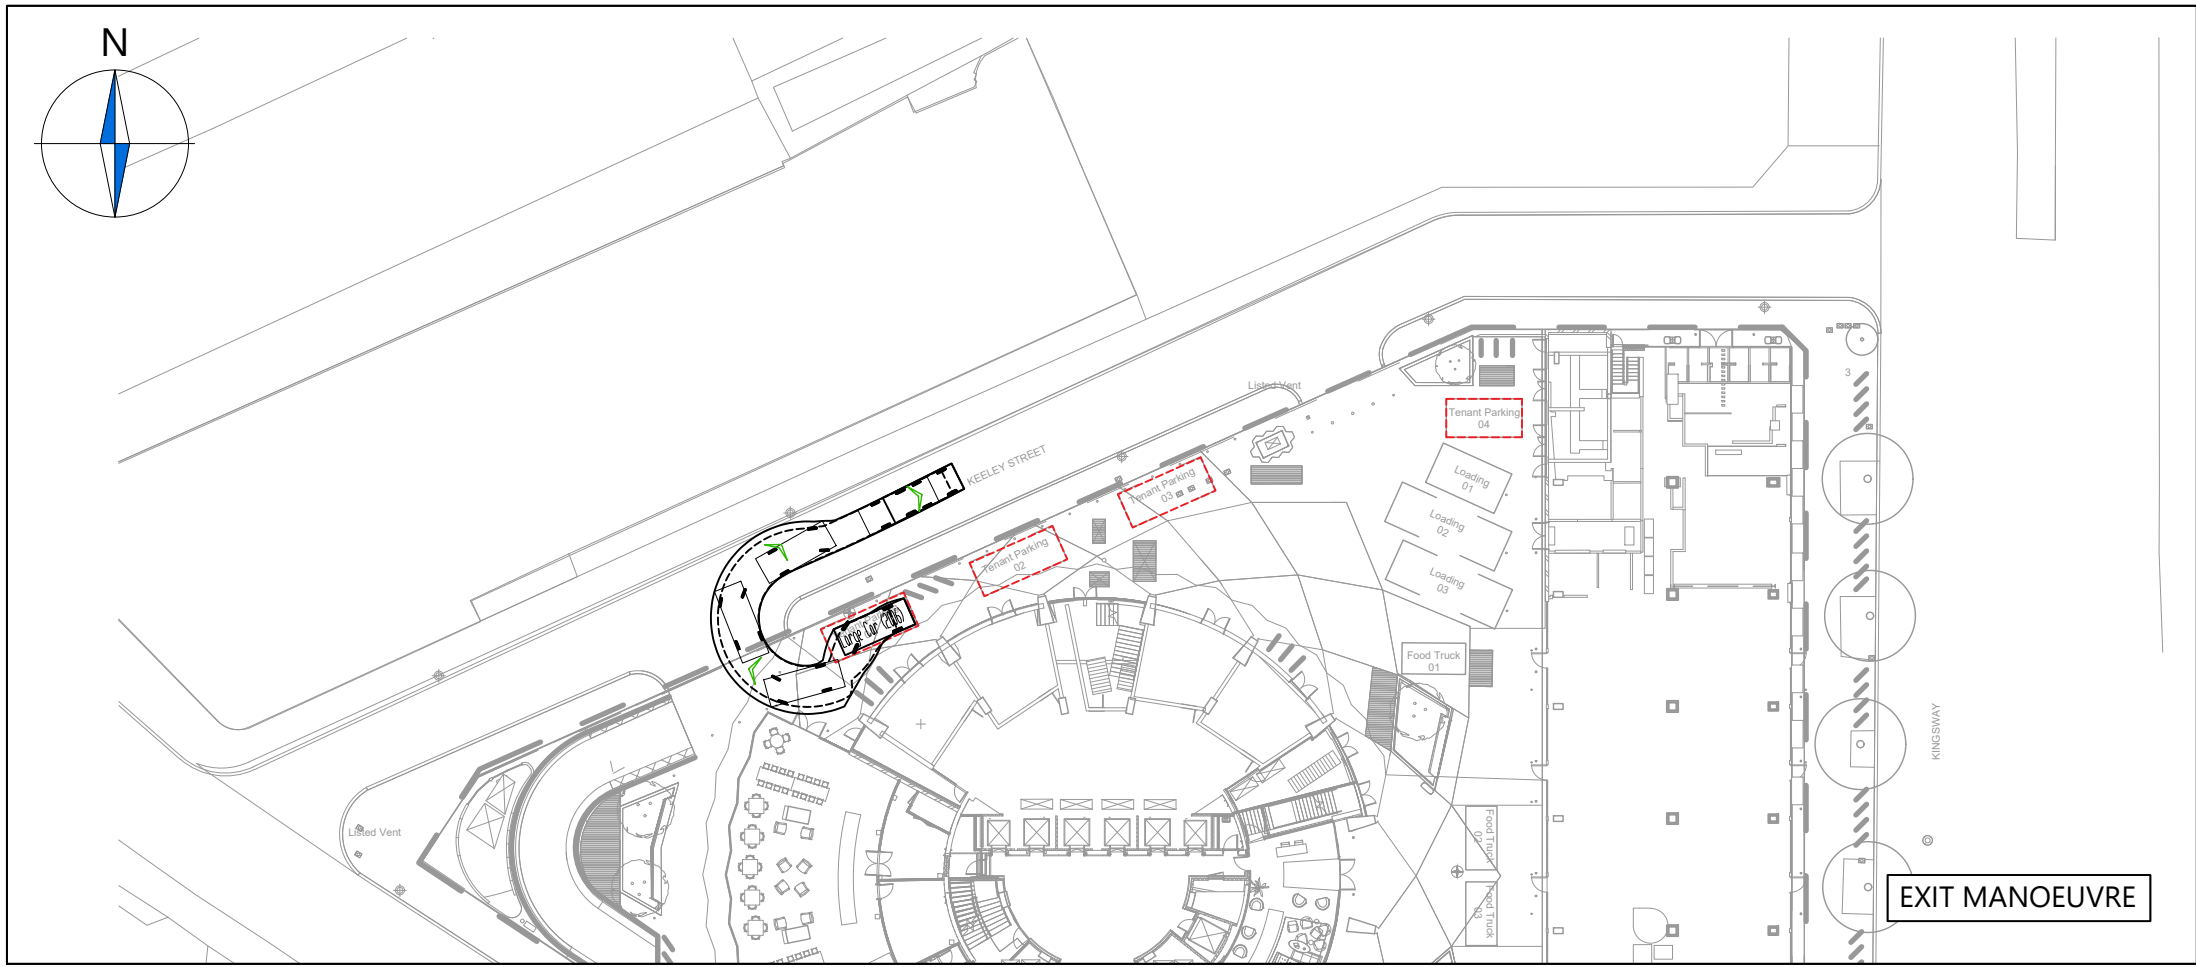 N
Listed Vent
3
Tenant Parking
04
KEELEY STREET
Tenant Parking
03
Loading
01
Loading
02
Tenant Parking
02
Loading
03
Large Car (2006)
Food Truck
01
KINGSWAY
Listed Vent
Food Truck
02
Food Truck
03
EXIT MANOEUVRE